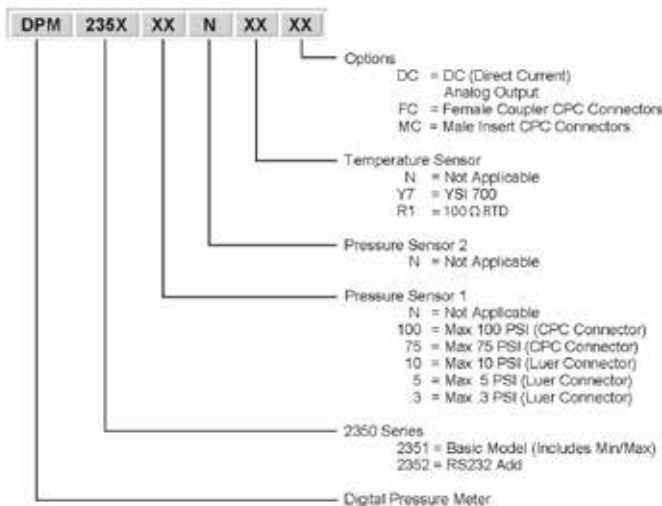 DPM 235X XX N XX XX
Options
DC = DC (Direct Current)
Analog Output
FC = Female Coupler CPC Connectors
MC = Male Insert CPC Connectors
Temperature Sensor
N = Not Applicable
Y7 = YSI 700
R1 = 100 Ω RTD
Pressure Sensor 2
N = Not Applicable
Pressure Sensor 1
N = Not Applicable
100 = Max 100 PSI (CPC Connector)
75 = Max 75 PSI (CPC Connector)
10 = Max 10 PSI (Luer Connector)
5 = Max 5 PSI (Luer Connector)
3 = Max .3 PSI (Luer Connector)
2350 Series
2351 = Basic Model (Includes Min/Max)
2352 = RS232 Add
Digital Pressure Meter